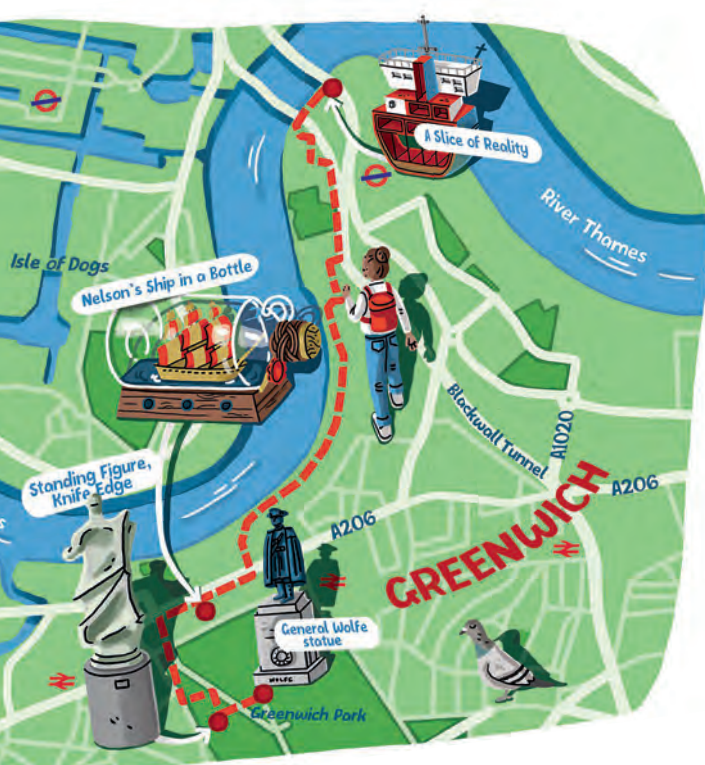 A Slice of Reality
River Thames
Isle of Dogs
Nelson's Ship in a Bottle
Blackwall Tunnel
A1020
Standing Figure,
Knife Edge
A206
A206
GREENWICH
General Wolfe
statue
WOLFE
Greenwich Park